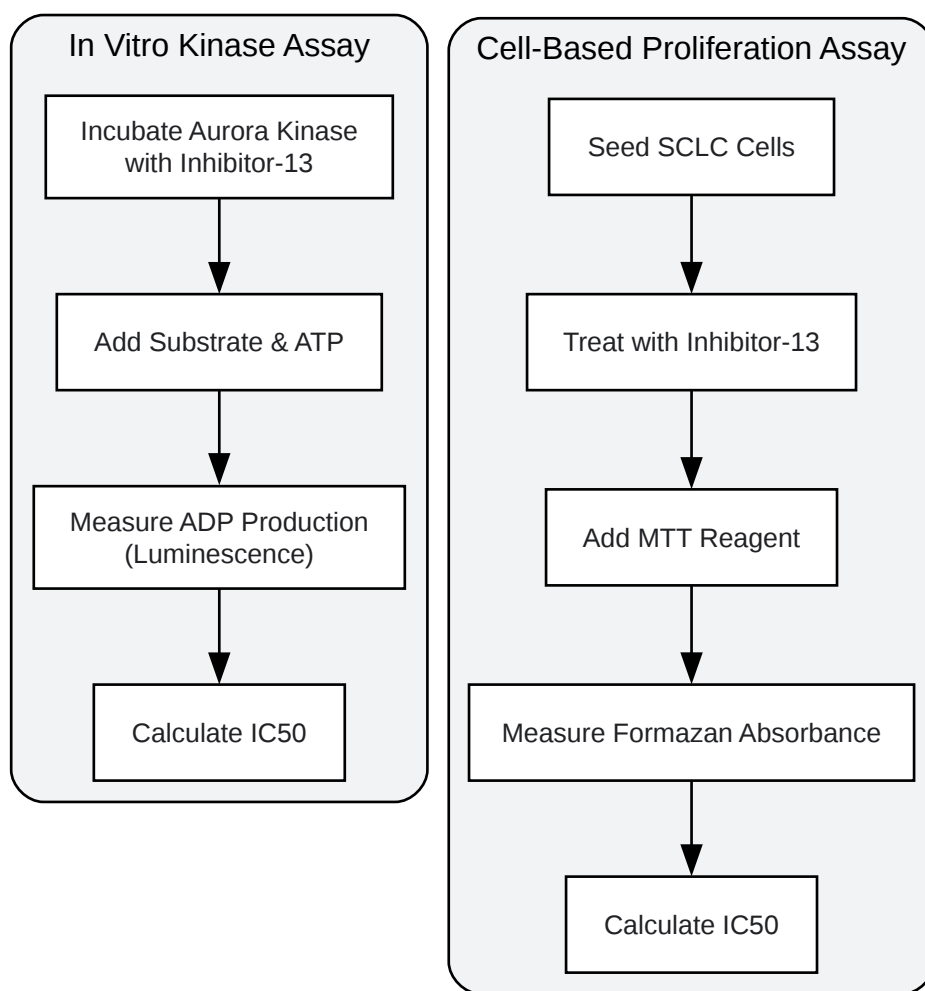 In Vitro Kinase Assay
Incubate Aurora Kinase
with Inhibitor-13
Add Substrate & ATP
Measure ADP Production
(Luminescence)
Calculate IC50
Cell-Based Proliferation Assay
Seed SCLC Cells
Treat with Inhibitor-13
Add MTT Reagent
Measure Formazan Absorbance
Calculate IC50